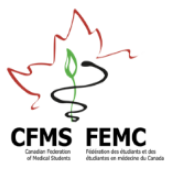 CFMS FEMC
Canadian Federation Fédération des étudiants et des
of Medical Students étudiantes en médecine du Canada